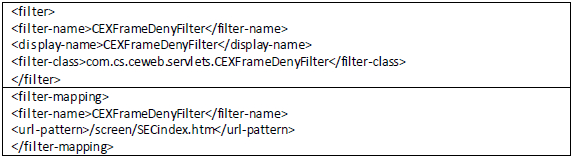 <filter>
<filter-name>CEXFrameDenyFilter</filter-name>
<display-name>CEXFrameDenyFilter</display-name>
<filter-class>com.cs.ceweb.servlets.CEXFrameDenyFilter</filter-class>
</filter>
<filter-mapping>
<filter-name>CEXFrameDenyFilter</filter-name>
<url-pattern>/screen/SECindex.htm</url-pattern>
</filter-mapping>